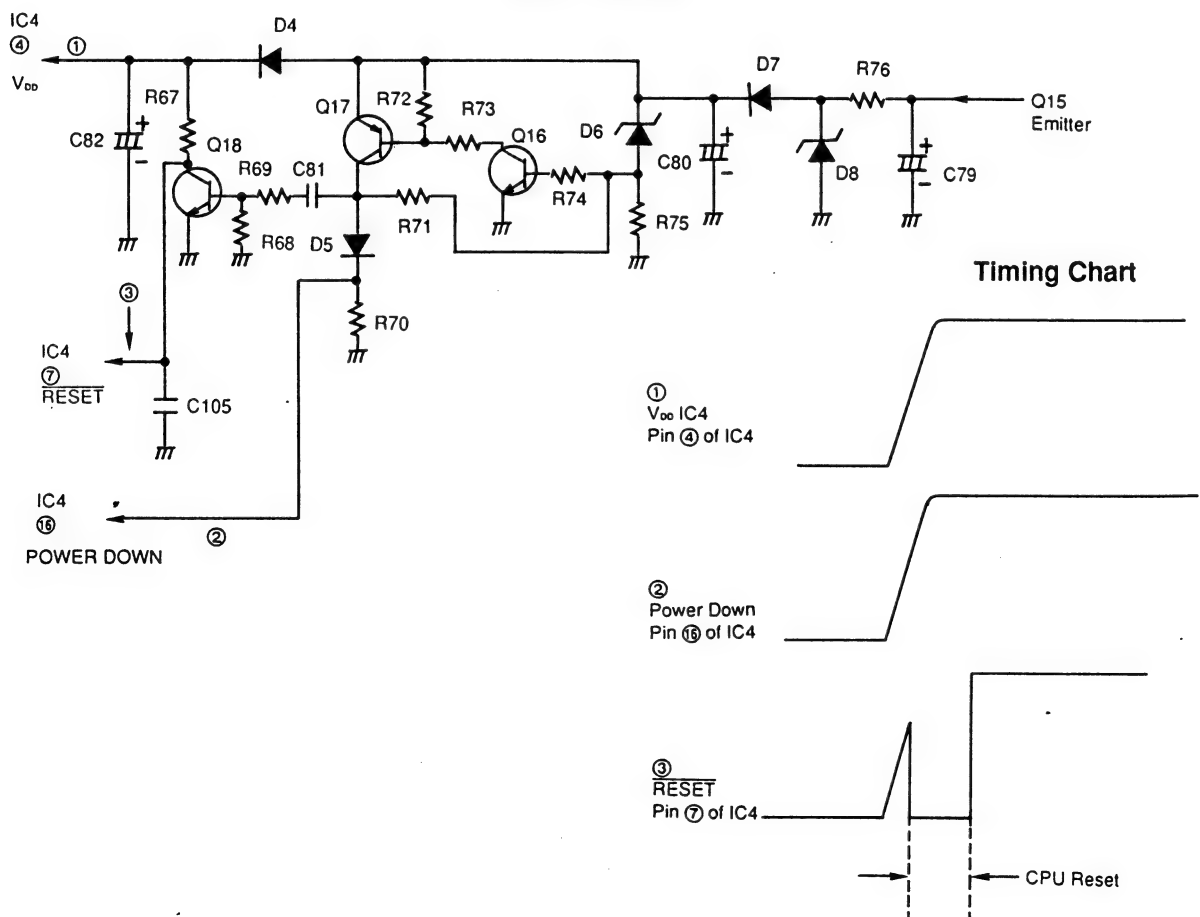 IC4
④
①
V_DD
D4
R67
C82
+
-
Q18
R69
C81
R68
Q17
R72
R73
Q16
R74
R71
D5
R70
D6
R75
C80
+
-
D7
R76
D8
+
-
C79
Q15
Emitter
③
IC4
⑦
RESET
C105
IC4
⑯
②
POWER DOWN
Timing Chart
①
V_DD IC4
Pin ④ of IC4
②
Power Down
Pin ⑯ of IC4
③
RESET
Pin ⑦ of IC4
CPU Reset